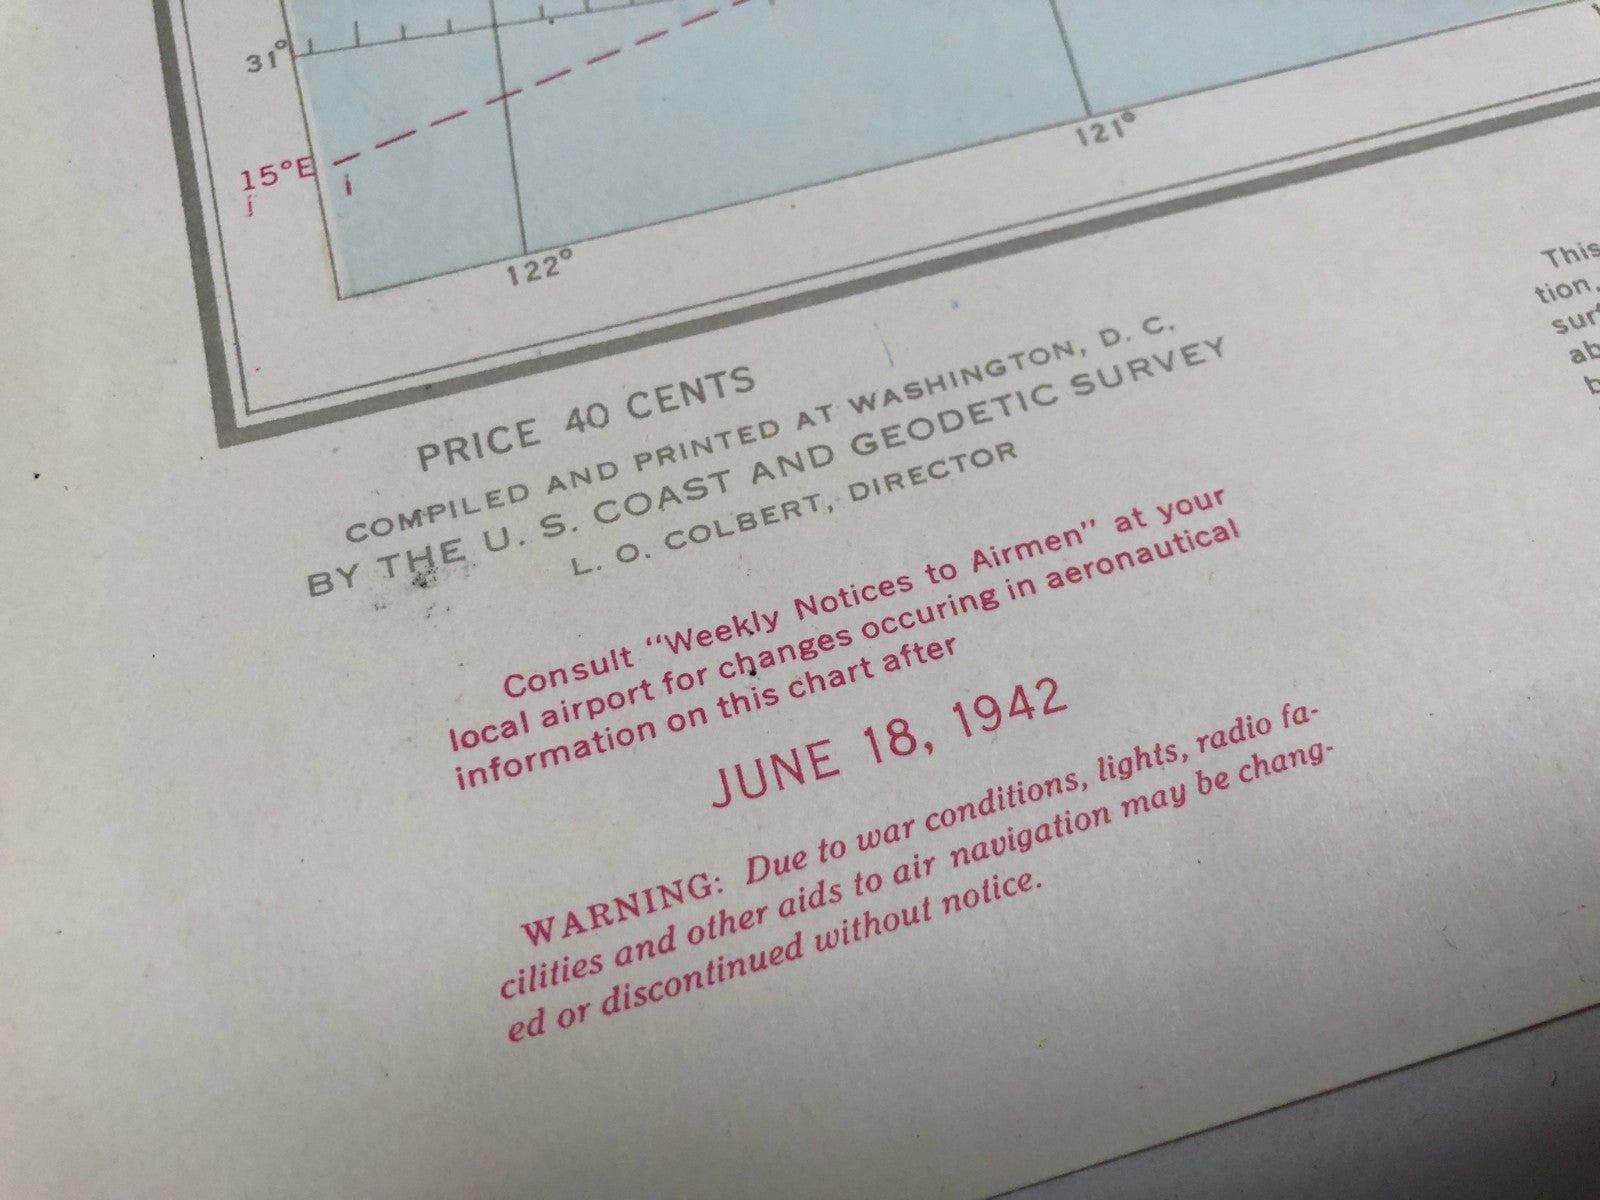 31°
15°E
122°
121°
PRICE 40 CENTS
COMPILED AND PRINTED AT WASHINGTON, D. C.
BY THE U. S. COAST AND GEODETIC SURVEY
L. O. COLBERT, DIRECTOR
Consult "Weekly Notices to Airmen" at your
local airport for changes occuring in aeronautical
information on this chart after
JUNE 18, 1942
WARNING: Due to war conditions, lights, radio fa-
cilities and other aids to air navigation may be chang-
ed or discontinued without notice.
This
tion,